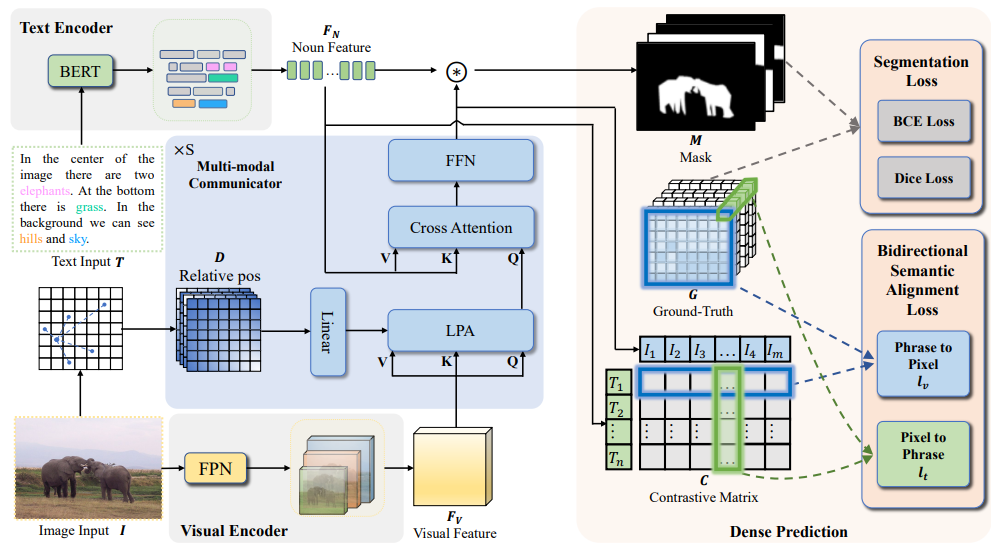 Text Encoder
BERT
F_N
Noun Feature
...
In the center of the
image there are two
elephants. At the bottom
there is grass. In the
background we can see
hills and sky.
Text Input T
×S
Multi-modal
Communicator
FFN
Cross Attention
V K Q
D
Relative pos
Linear
LPA
V K Q
FPN
Image Input I
Visual Encoder
F_V
Visual Feature
*
M
Mask
G
Ground-Truth
I_1 I_2 I_3 ... I_4 I_m
T_1
T_2
⋮
T_n
...
⋮ ⋮ ⋮ ⋮ ⋮
...
C
Contrastive Matrix
Dense Prediction
Segmentation
Loss
BCE Loss
Dice Loss
Bidirectional
Semantic
Alignment
Loss
Phrase to
Pixel
l_v
Pixel to
Phrase
l_t